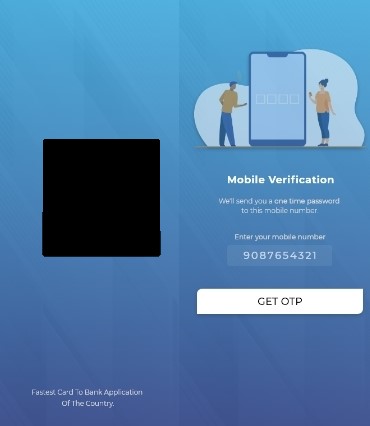 Fastest Card To Bank Application
Of The Country.
Mobile Verification
We'll send you a one time password
to this mobile number.
Enter your mobile number
9087654321
GET OTP